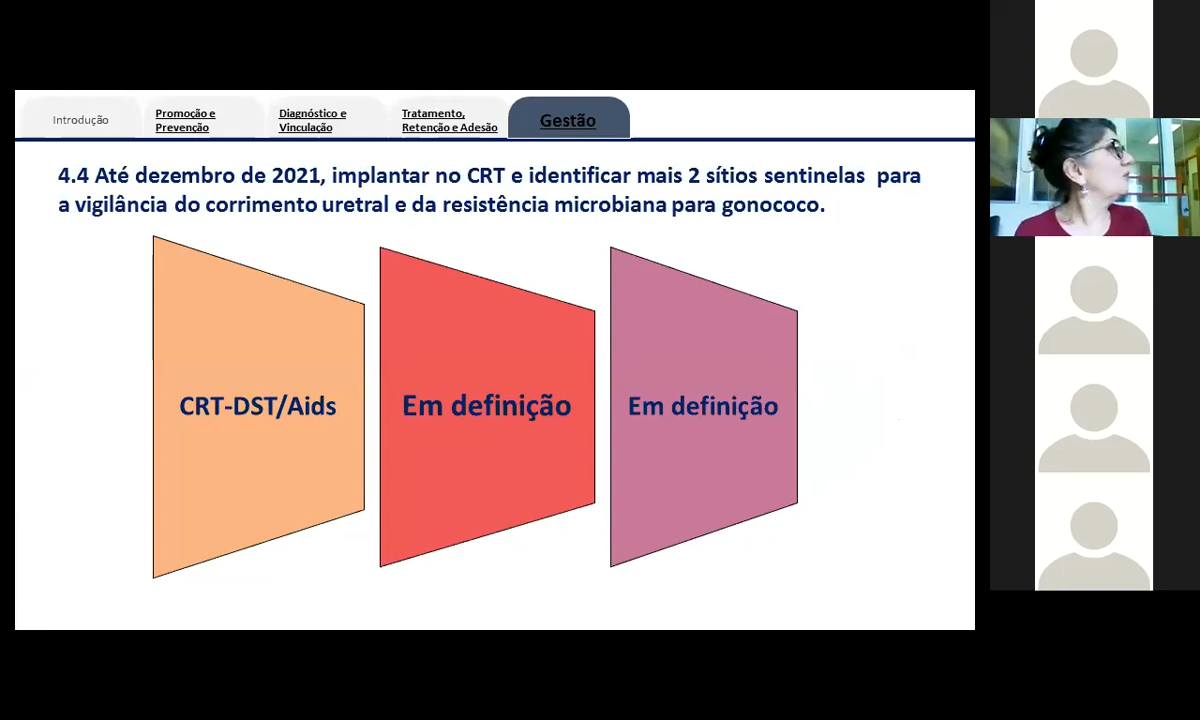 Introdução
Promoção e
Prevenção
Diagnóstico e
Vinculação
Tratamento,
Retenção e Adesão
Gestão
4.4 Até dezembro de 2021, implantar no CRT e identificar mais 2 sítios sentinelas para
a vigilância do corrimento uretral e da resistência microbiana para gonococo.
CRT-DST/Aids
Em definição
Em definição